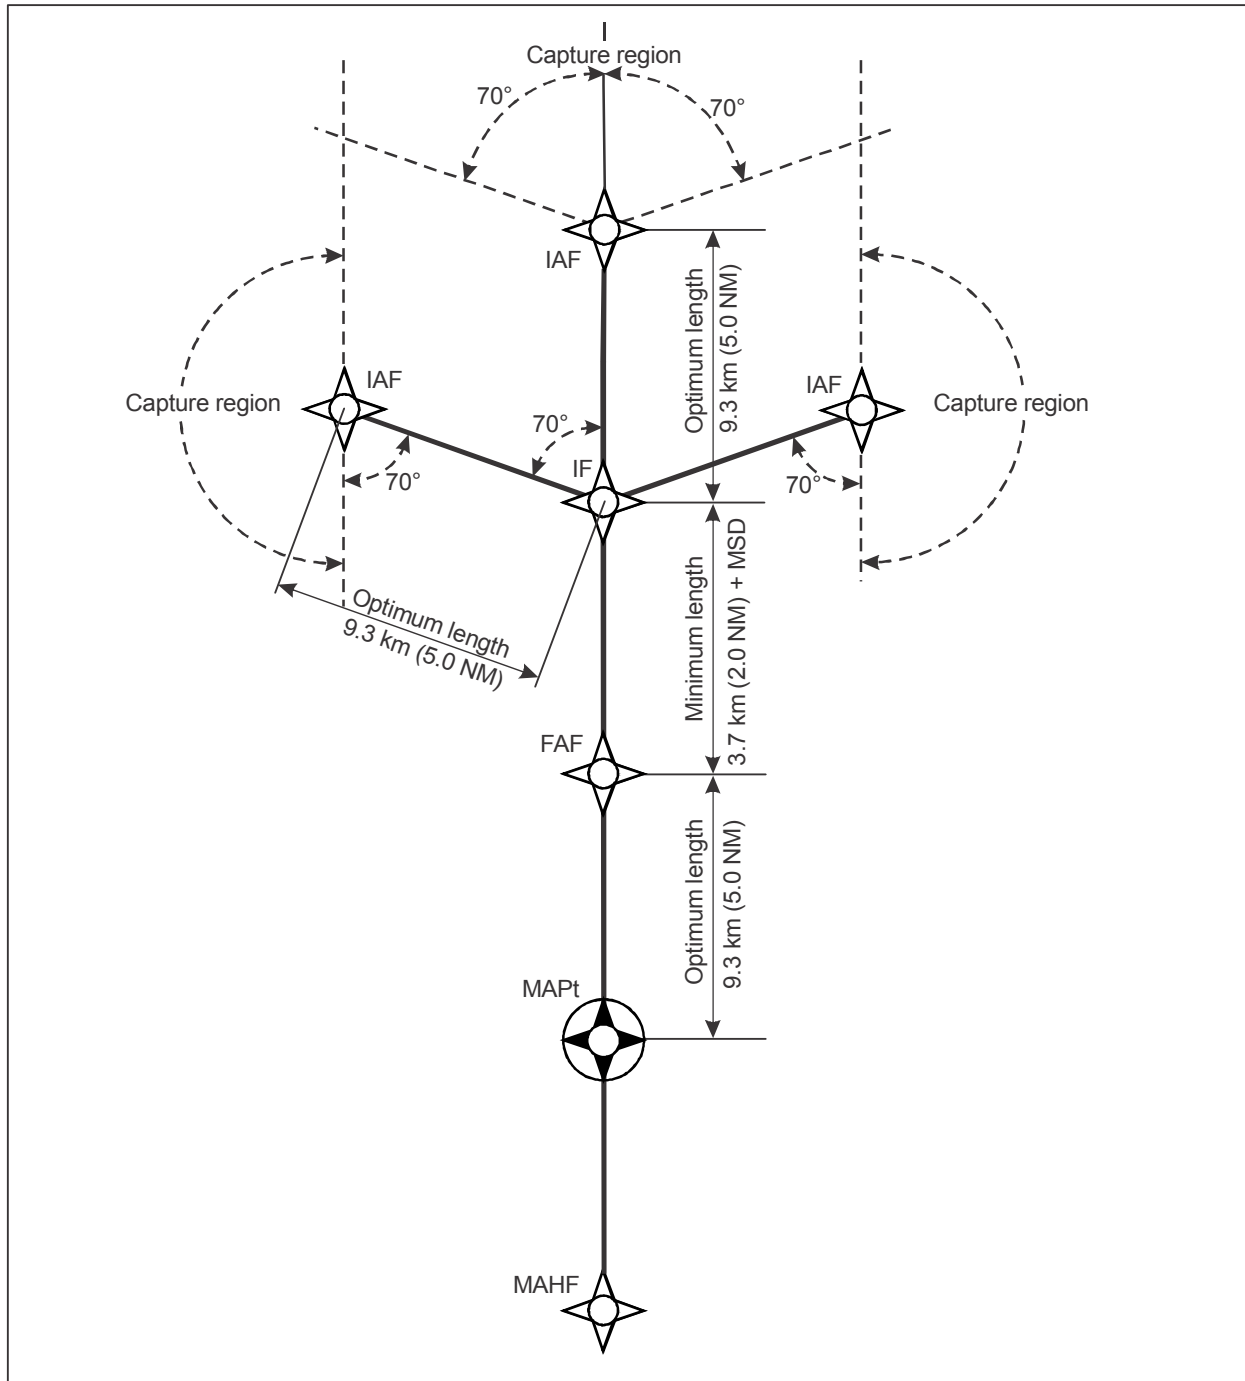 Capture region
70°
70°
IAF
Optimum length
9.3 km (5.0 NM)
IAF
IAF
Capture region
Capture region
70°
IF
70°
70°
Optimum length
9.3 km (5.0 NM)
Minimum length
3.7 km (2.0 NM) + MSD
FAF
Optimum length
9.3 km (5.0 NM)
MAPt
MAHF